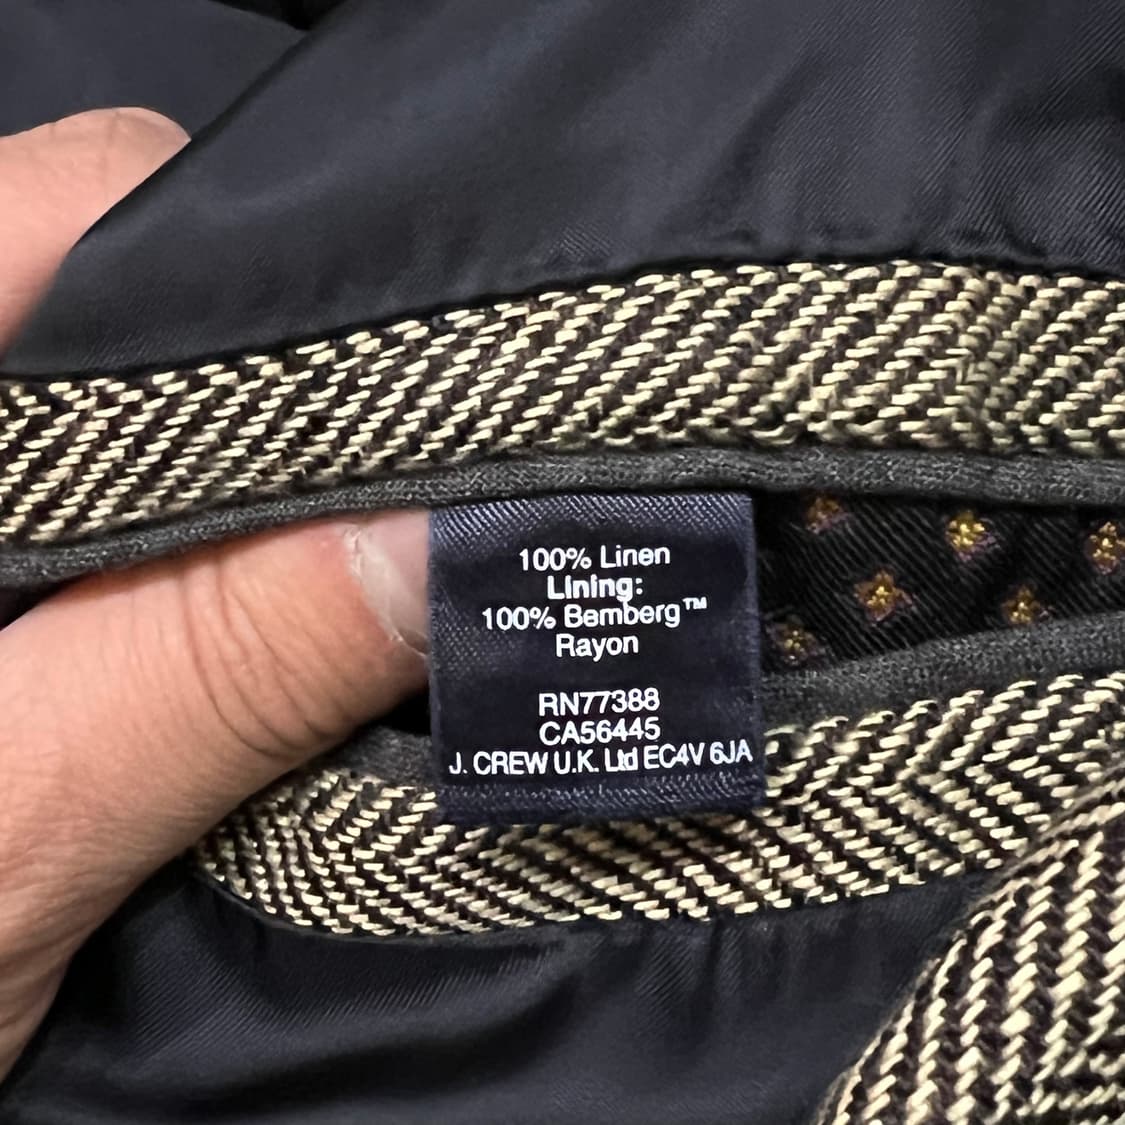 100% Linen
Lining:
100% Bemberg™
Rayon
RN77388
CA56445
J. CREW U.K. Ltd EC4V 6JA